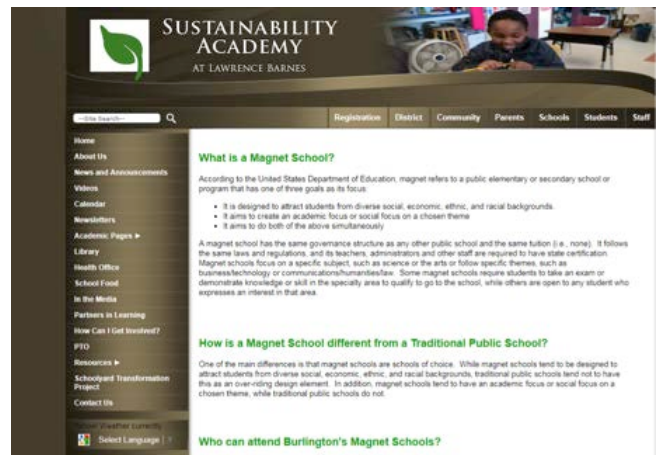 SUSTAINABILITY
ACADEMY
AT LAWRENCE BARNES
--Site Search--
Registration District Community Parents Schools Students Staff
Home
About Us
News and Announcements
Videos
Calendar
Newsletters
Academic Pages ►
Library
Health Office
School Food
In the Media
Partners in Learning
How Can I Get Involved?
PTO
Resources ►
Schoolyard Transformation
Project
Contact Us
Select Language
What is a Magnet School?
According to the United States Department of Education, magnet refers to a public elementary or secondary school or
program that has one of three goals as its focus
• It is designed to attract students from diverse social, economic, ethnic, and racial backgrounds.
• It aims to create an academic focus or social focus on a chosen theme
• It aims to do both of the above simultaneously
A magnet school has the same governance structure as any other public school and the same tuition (i.e., none). It follows
the same laws and regulations, and its teachers, administrators and other staff are required to have state certification.
Magnet schools focus on a specific subject, such as science or the arts or follow specific themes, such as
business/technology or communications/humanities/law. Some magnet schools require students to take an exam or
demonstrate knowledge or skill in the specialty area to qualify to go to the school, while others are open to any student who
expresses an interest in that area.
How is a Magnet School different from a Traditional Public School?
One of the main differences is that magnet schools are schools of choice. While magnet schools tend to be designed to
attract students from diverse social, economic, ethnic, and racial backgrounds, traditional public schools tend not to have
this as an over-riding design element. In addition, magnet schools tend to have an academic focus or social focus on a
chosen theme, while traditional public schools do not.
Who can attend Burlington's Magnet Schools?